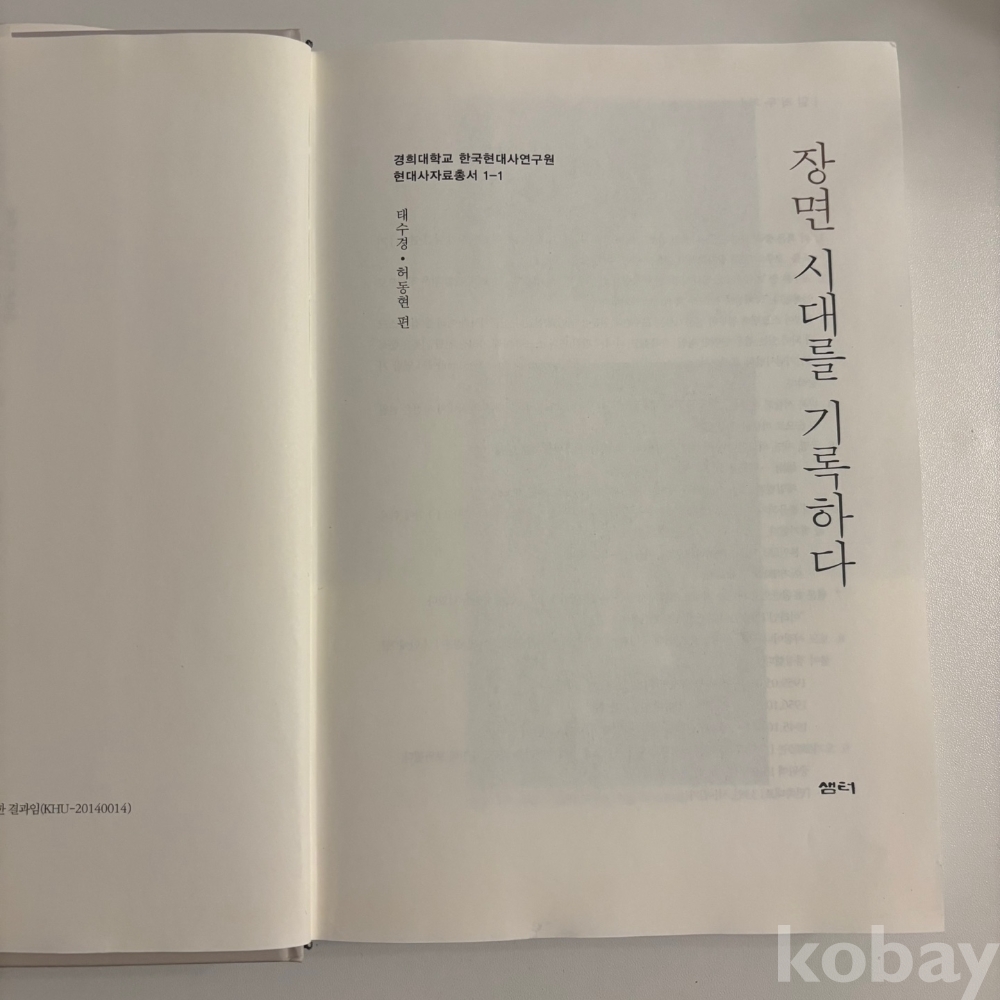 경희대학교 한국현대사연구원
현대사자료총서 1-1
태수경 • 허동현 편
장면 시대를 기록하다
샘터
한 결과임(KHU-20140014)
kobay